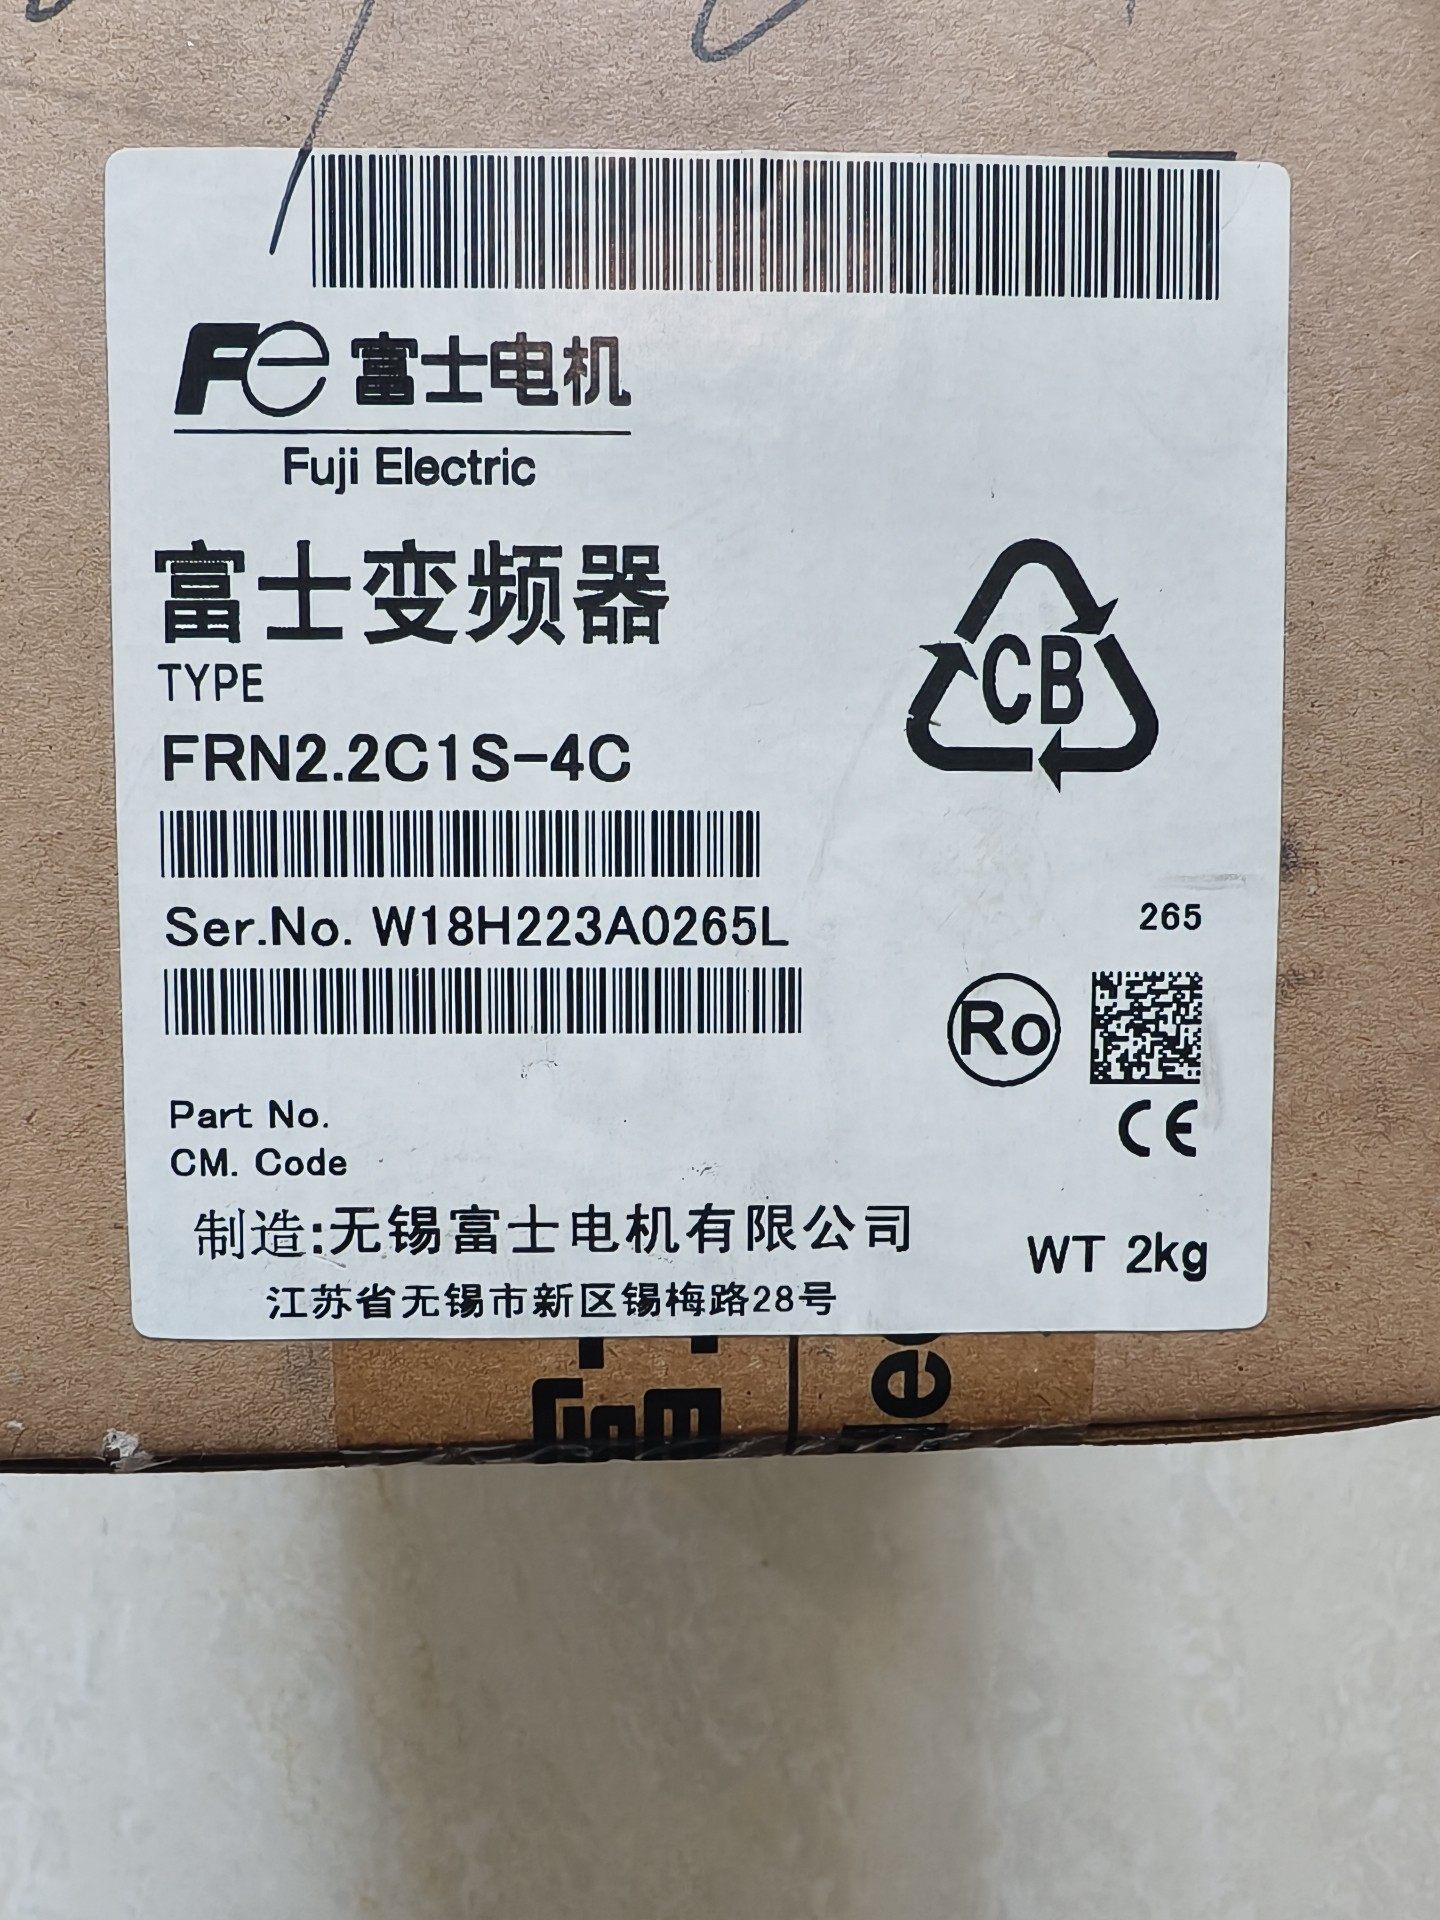 Fe 富士电机
Fuji Electric
富士变频器
TYPE
FRN2.2C1S-4C
CB
Ser.No. W18H223A0265L
265
Ro
Part No.
CE
CM. Code
制造:无锡富士电机有限公司
WT 2kg
江苏省无锡市新区锡梅路28号